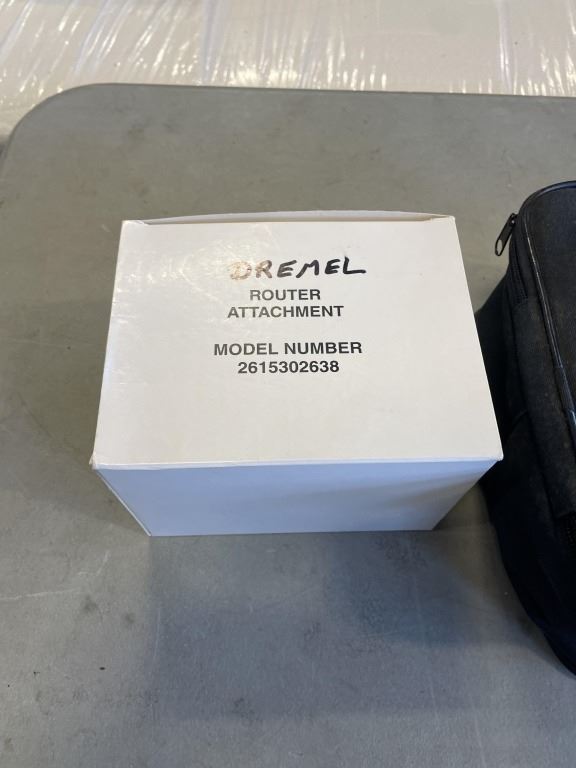 DREMEL
ROUTER
ATTACHMENT
MODEL NUMBER
2615302638